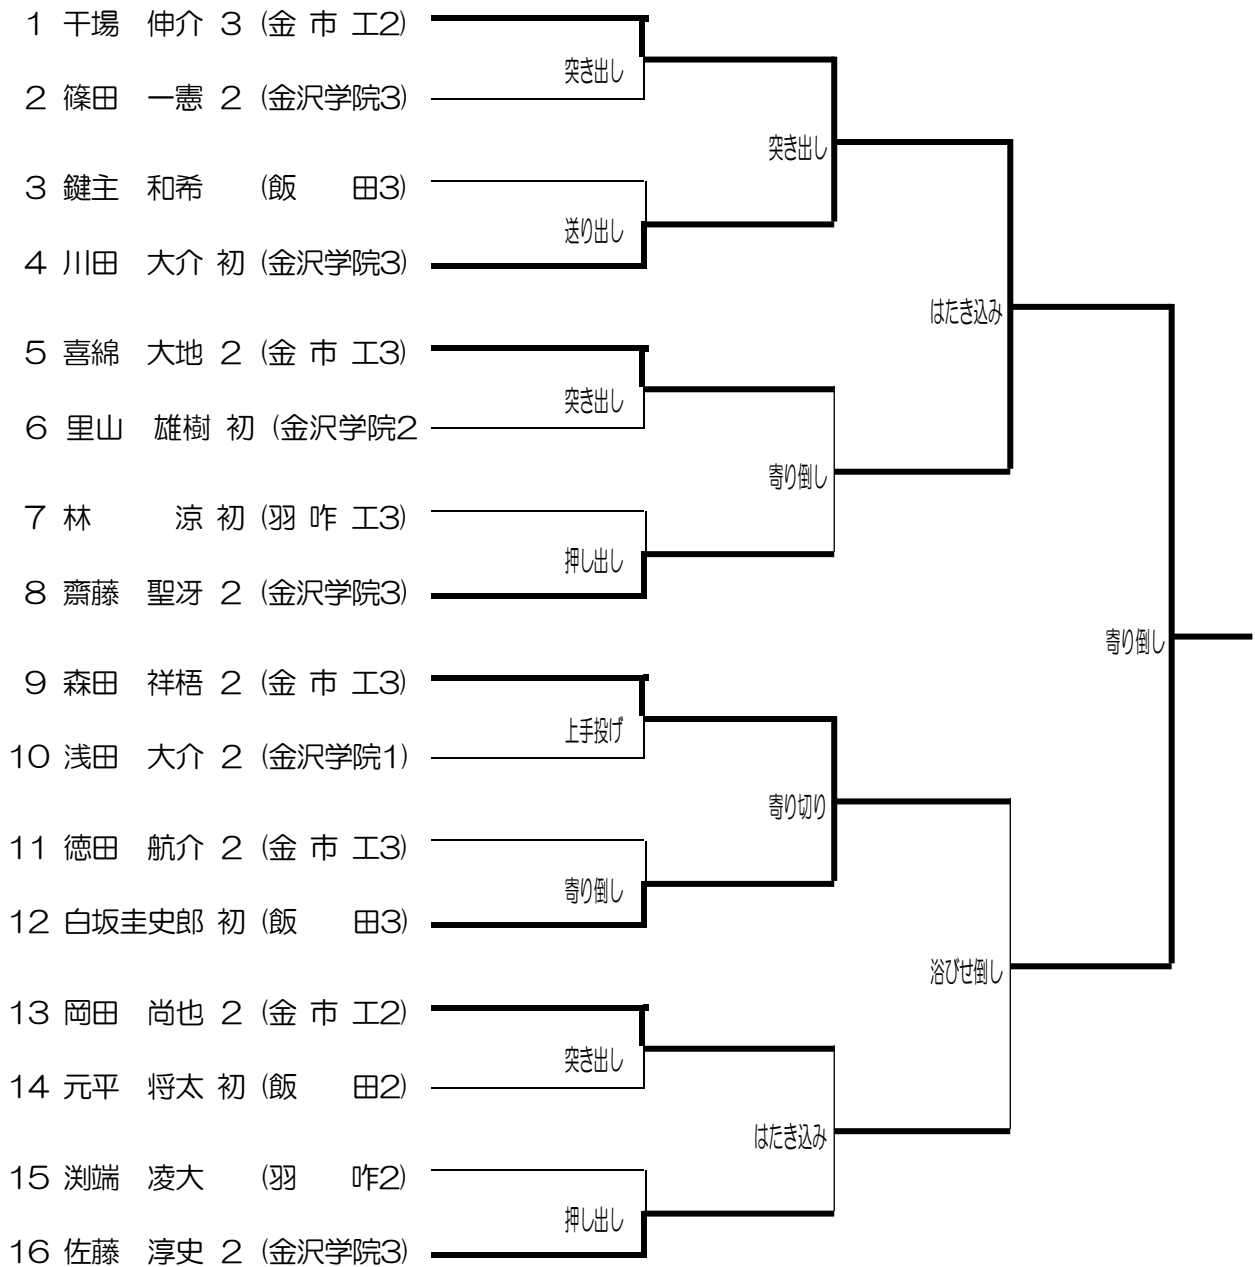 1 干場 伸介 3 (金 市 工2)
突き出し
2 篠田 一憲 2 (金沢学院3)
突き出し
3 鍵主 和希 (飯 田3)
送り出し
4 川田 大介 初 (金沢学院3)
はたき込み
5 喜綿 大地 2 (金 市 工3)
突き出し
6 里山 雄樹 初 (金沢学院2
寄り倒し
7 林 涼 初 (羽 咋 工3)
押し出し
8 齋藤 聖冴 2 (金沢学院3)
寄り倒し
9 森田 祥梧 2 (金 市 工3)
上手投げ
10 浅田 大介 2 (金沢学院1)
寄り切り
11 徳田 航介 2 (金 市 工3)
寄り倒し
12 白坂圭史郎 初 (飯 田3)
浴びせ倒し
13 岡田 尚也 2 (金 市 工2)
突き出し
14 元平 将太 初 (飯 田2)
はたき込み
15 渕端 凌大 (羽 咋2)
押し出し
16 佐藤 淳史 2 (金沢学院3)